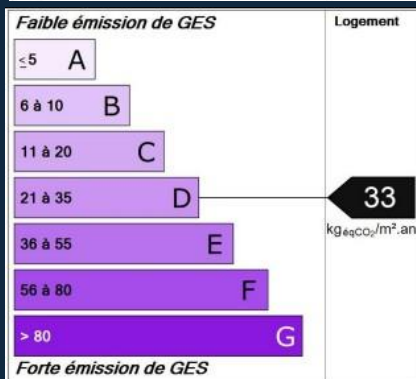 Faible émission de GES
Logement
≤ 5 A
6 à 10 B
11 à 20 C
21 à 35 D
33
kgéqCO₂/m².an
36 à 55 E
56 à 80 F
> 80 G
Forte émission de GES